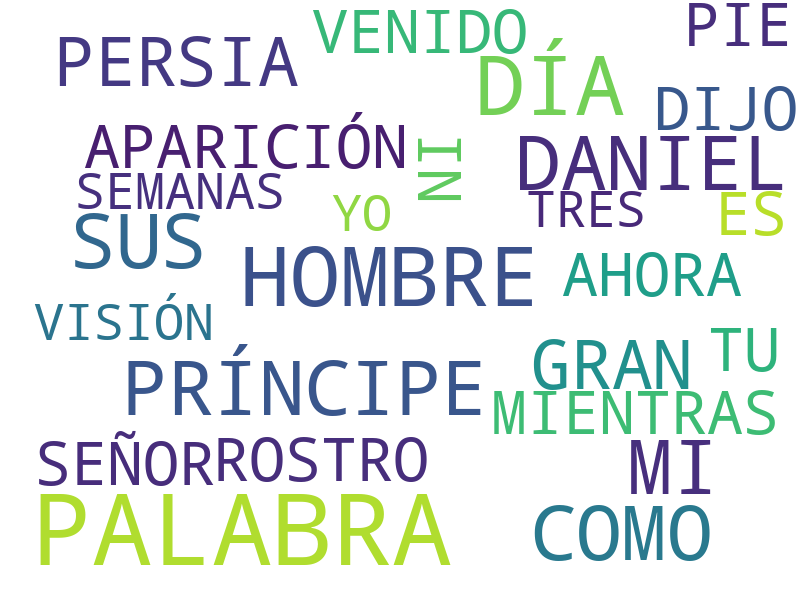 VENIDO
PIE
PERSIA
DÍA
DIJO
APARICIÓN
NI
DANIEL
SEMANAS
YO
TRES
ES
SUS
HOMBRE
AHORA
VISIÓN
PRÍNCIPE
GRAN
TU
MIENTRAS
SEÑOR
ROSTRO
MI
PALABRA
COMO